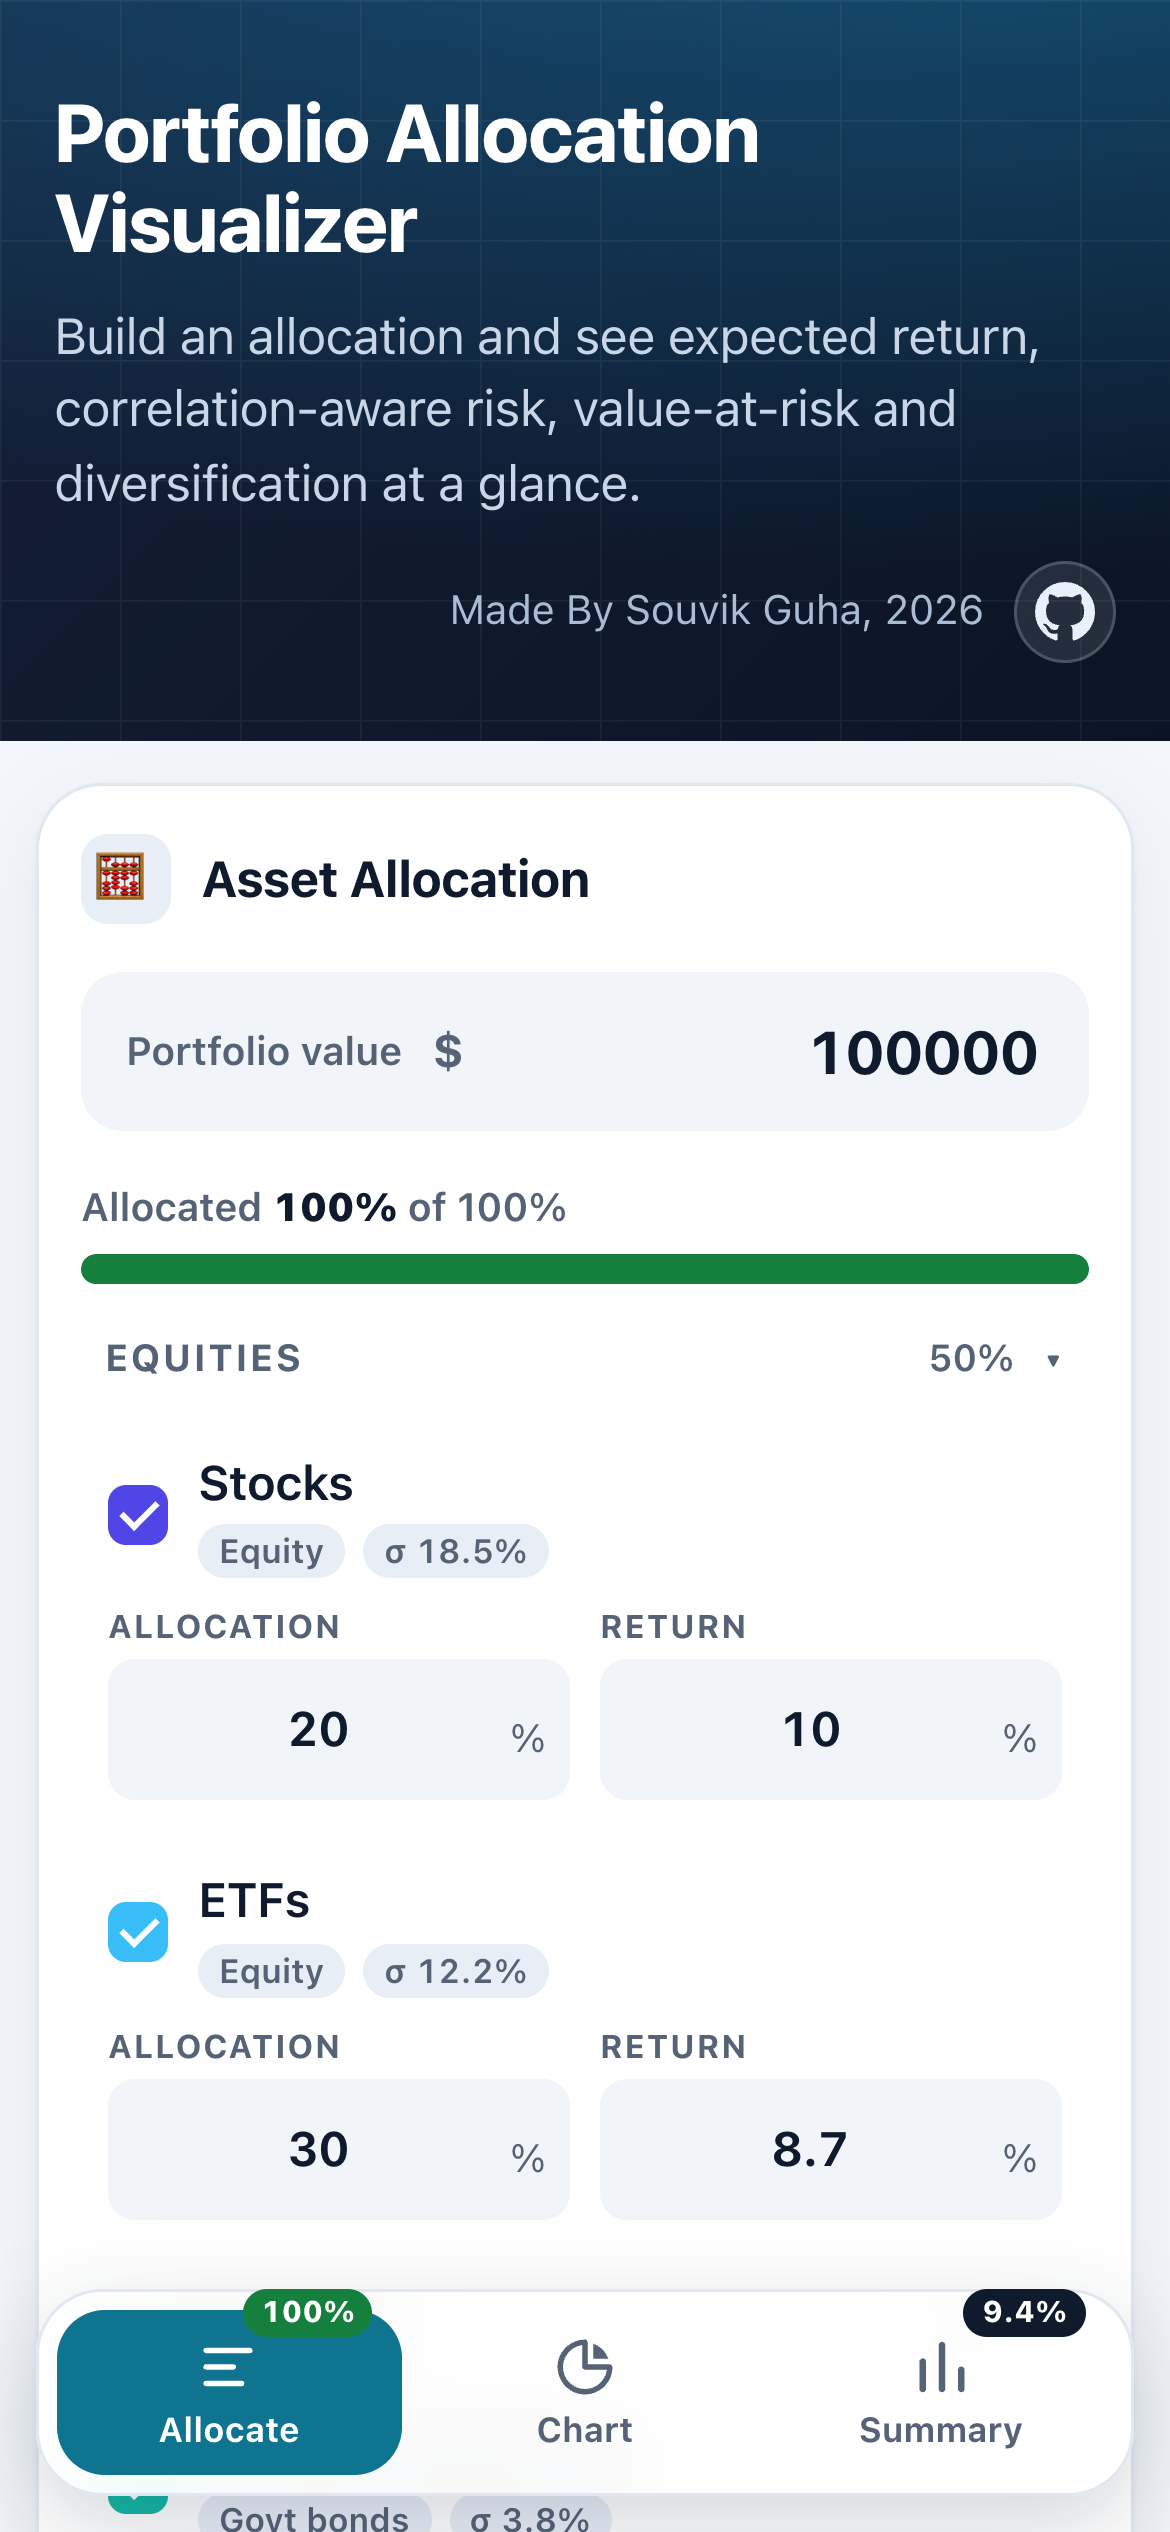 Portfolio Allocation
Visualizer
Build an allocation and see expected return,
correlation-aware risk, value-at-risk and
diversification at a glance.
Made By Souvik Guha, 2026
Asset Allocation
Portfolio value $ 100000
Allocated 100% of 100%
EQUITIES 50% ▾
Stocks
Equity σ 18.5%
ALLOCATION RETURN
20 % 10 %
ETFs
Equity σ 12.2%
ALLOCATION RETURN
30 % 8.7 %
100% 9.4%
Allocate Chart Summary
Govt bonds σ 3.8%